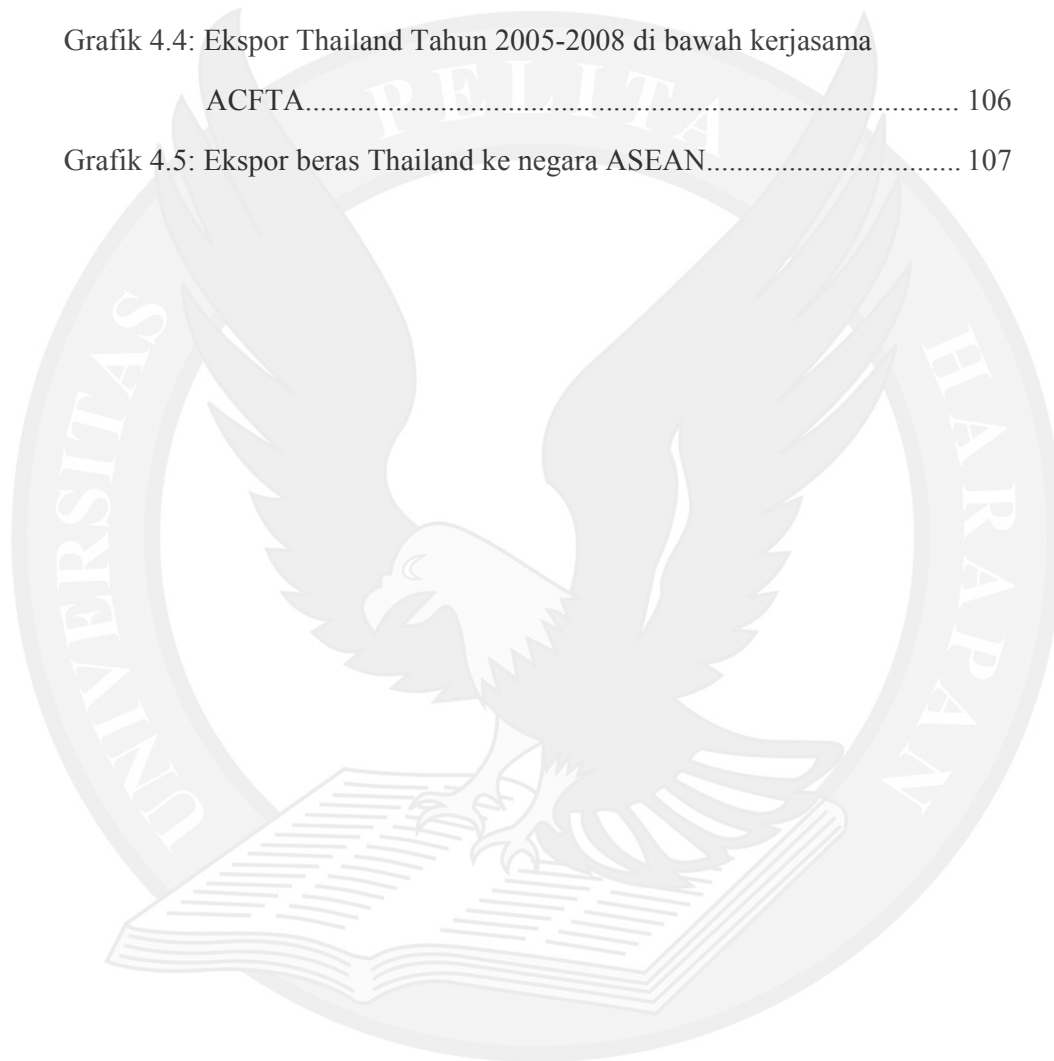 Grafik 4.4: Ekspor Thailand Tahun 2005-2008 di bawah kerjasama
ACFTA........................................................................................ 106
Grafik 4.5: Ekspor beras Thailand ke negara ASEAN.................................. 107
UNIVERSITAS PELITA HARAPAN